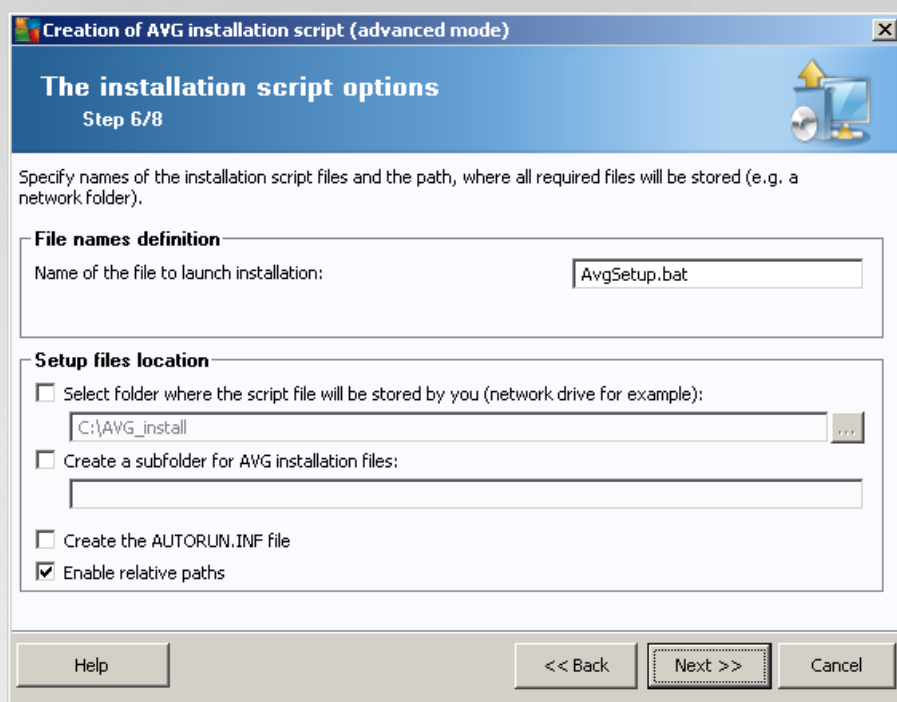 Creation of AVG installation script (advanced mode)
The installation script options
Step 6/8
Specify names of the installation script files and the path, where all required files will be stored (e.g. a
network folder).
File names definition
Name of the file to launch installation:
AvgSetup.bat
Setup files location
Select folder where the script file will be stored by you (network drive for example):
C:\AVG_install
...
Create a subfolder for AVG installation files:
Create the AUTORUN.INF file
Enable relative paths
Help
<< Back
Next >>
Cancel